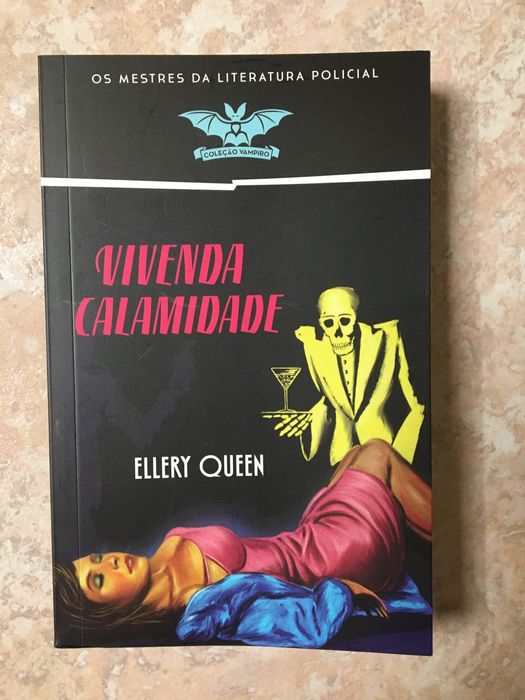 OS MESTRES DA LITERATURA POLICIAL
COLEÇÃO VAMPIRO
VIVENDA
CALAMIDADE
ELLERY QUEEN